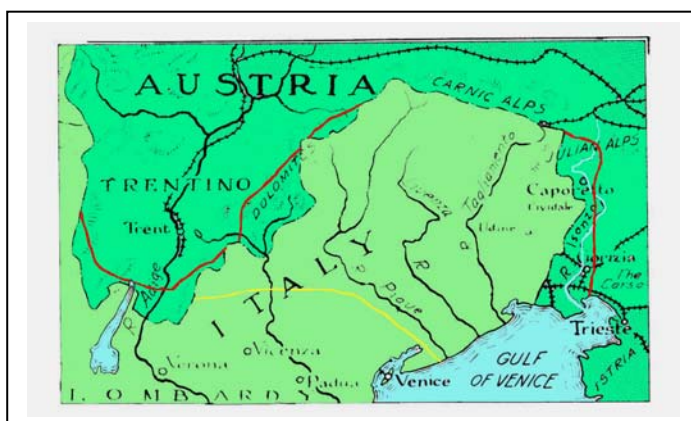 AUSTRIA
CARNIC ALPS
JULIAN ALPS
TRENTINO
DOLOMITES
Trent
Livenza
R
Tagliamento
Caporetto
Cividale
Udine
R Isonzo
Gorizia
The Carso
R Adige
ITALY
R Piave
Trieste
Verona
Vicenza
Padua
Venice
GULF
OF VENICE
ISTRIA
LOMBARDY